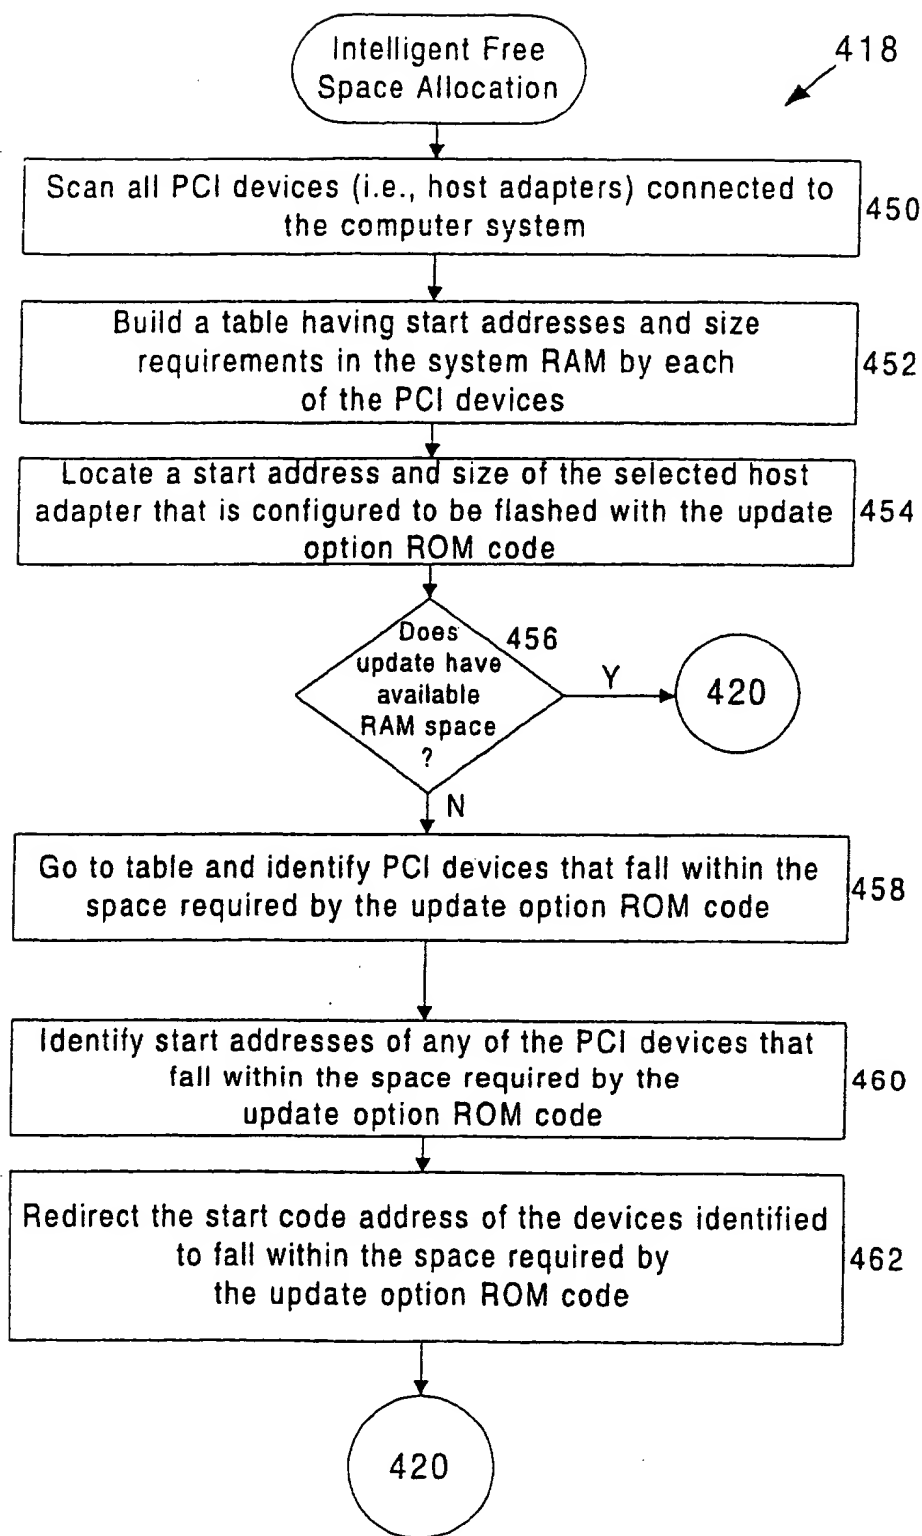 Intelligent Free
Space Allocation
418
Scan all PCI devices (i.e., host adapters) connected to
the computer system
450
Build a table having start addresses and size
requirements in the system RAM by each
of the PCI devices
452
Locate a start address and size of the selected host
adapter that is configured to be flashed with the update
option ROM code
454
Does
update have
available
RAM space
?
456
Y
420
N
Go to table and identify PCI devices that fall within the
space required by the update option ROM code
458
Identify start addresses of any of the PCI devices that
fall within the space required by the
update option ROM code
460
Redirect the start code address of the devices identified
to fall within the space required by
the update option ROM code
462
420